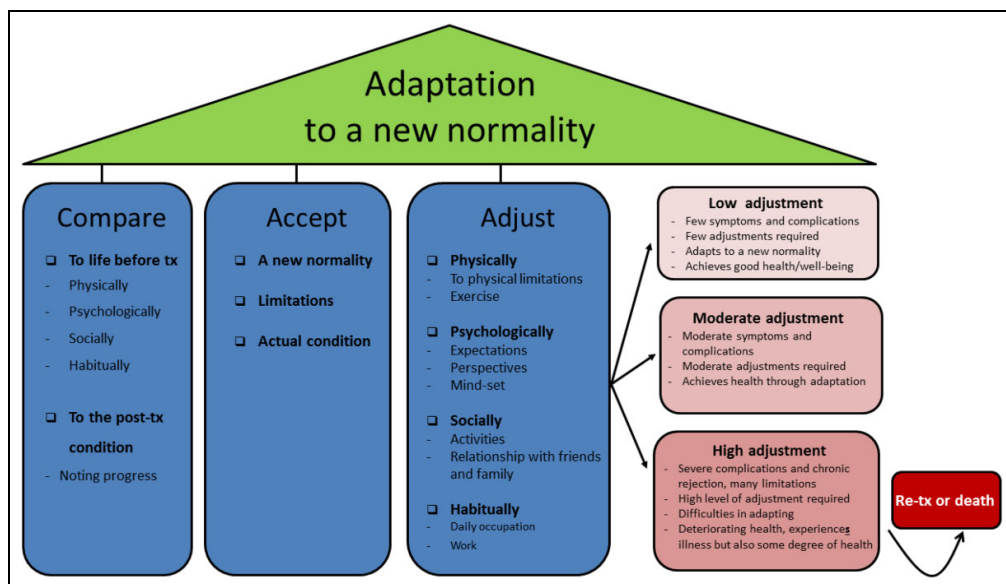 Adaptation
to a new normality
Compare
❑ To life before tx
- Physically
- Psychologically
- Socially
- Habitually
❑ To the post-tx
condition
- Noting progress
Accept
❑ A new normality
❑ Limitations
❑ Actual condition
Adjust
❑ Physically
- To physical limitations
- Exercise
❑ Psychologically
- Expectations
- Perspectives
- Mind-set
❑ Socially
- Activities
- Relationship with friends
and family
❑ Habitually
- Daily occupation
- Work
Low adjustment
- Few symptoms and complications
- Few adjustments required
- Adapts to a new normality
- Achieves good health/well-being
Moderate adjustment
- Moderate symptoms and
complications
- Moderate adjustments required
- Achieves health through adaptation
High adjustment
- Severe complications and chronic
rejection, many limitations
- High level of adjustment required
- Difficulties in adapting
- Deteriorating health, experiences
illness but also some degree of health
Re-tx or death